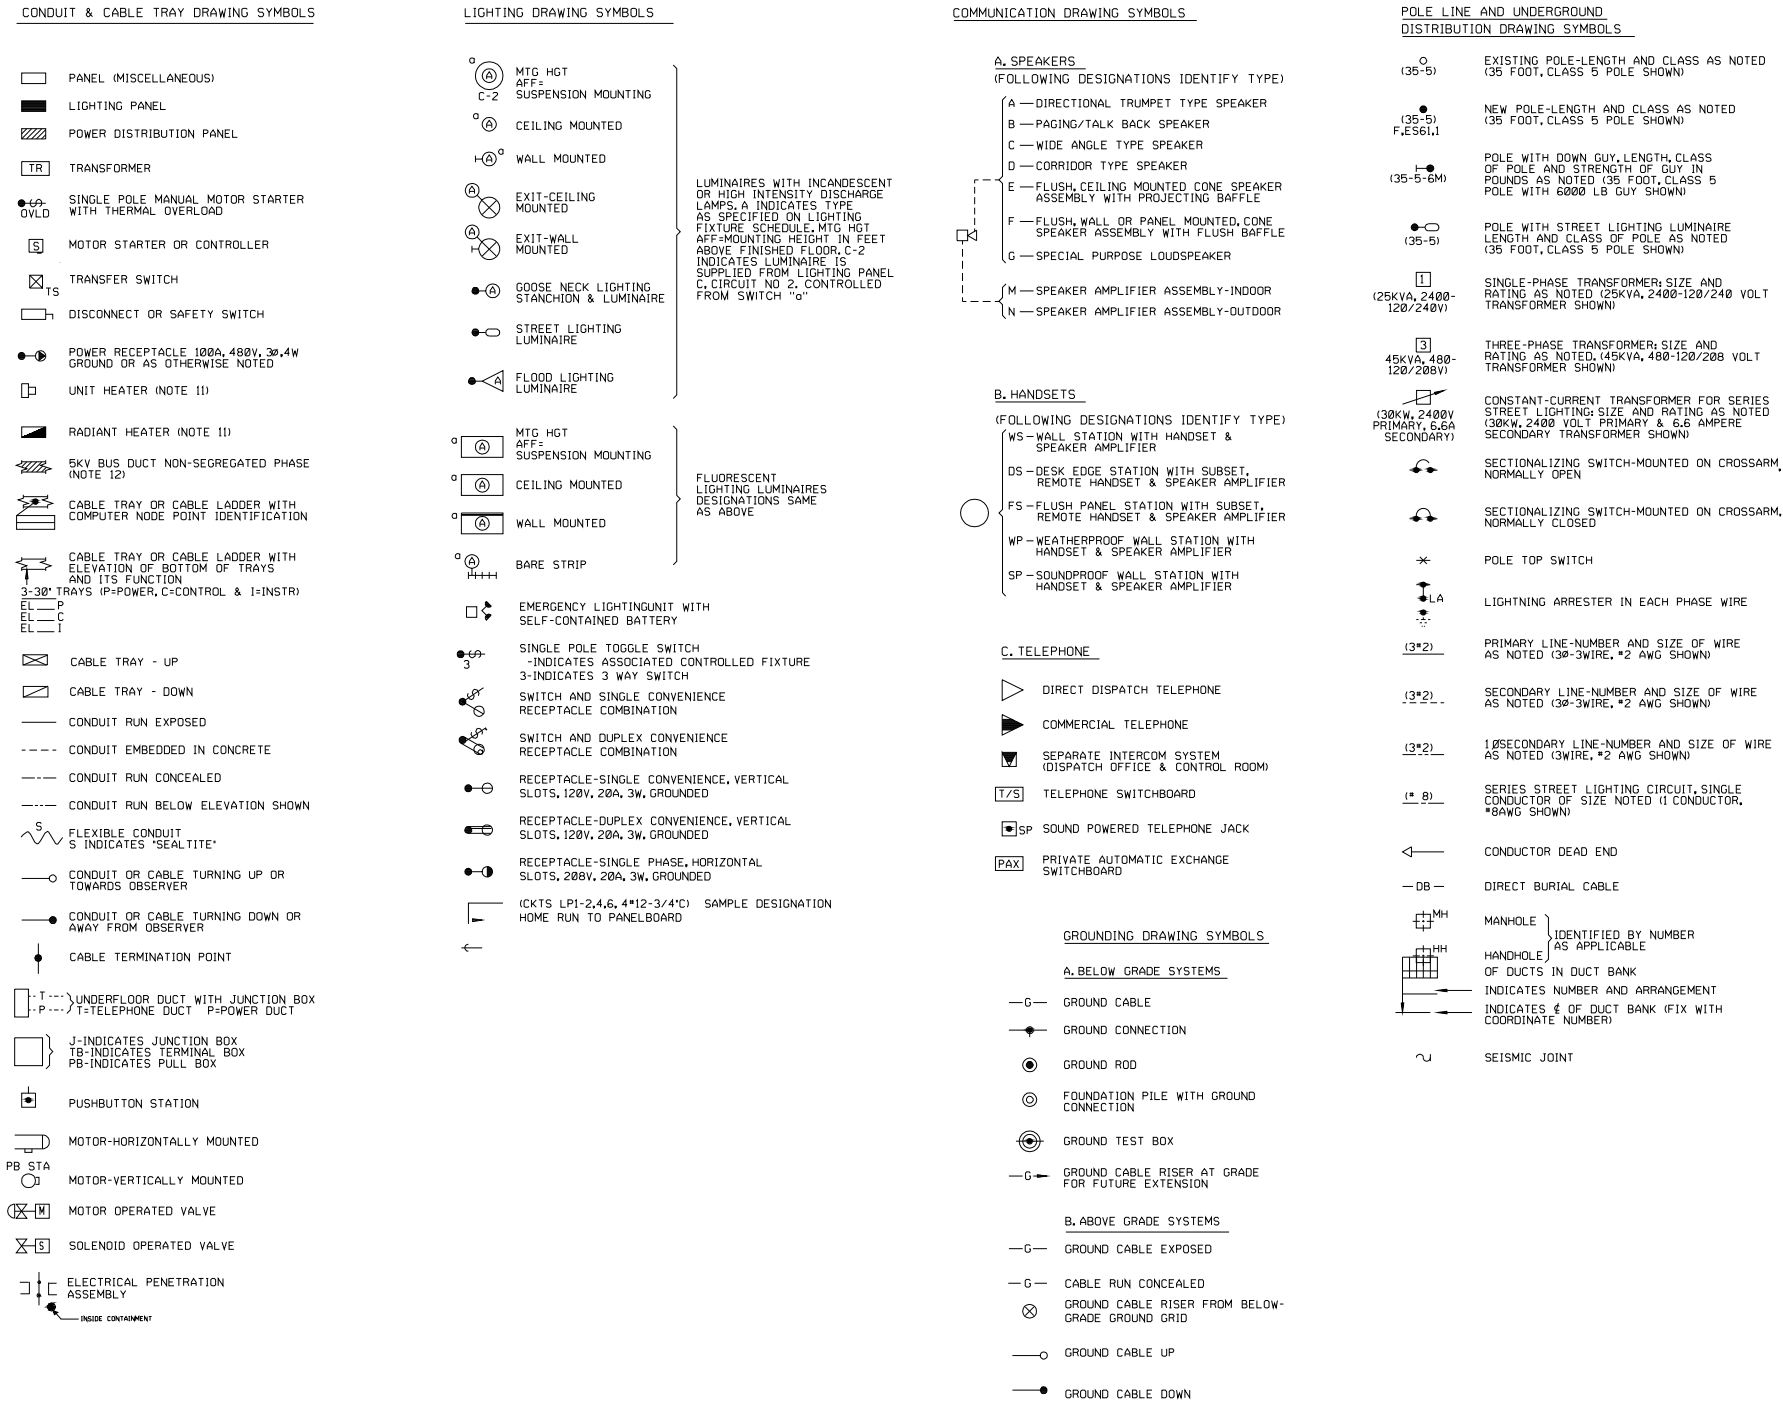 CONDUIT & CABLE TRAY DRAWING SYMBOLS
PANEL (MISCELLANEOUS)
LIGHTING PANEL
POWER DISTRIBUTION PANEL
TR
TRANSFORMER
OVLD
SINGLE POLE MANUAL MOTOR STARTER
WITH THERMAL OVERLOAD
S
MOTOR STARTER OR CONTROLLER
TS
TRANSFER SWITCH
DISCONNECT OR SAFETY SWITCH
POWER RECEPTACLE 100A, 480V, 3Ø,4W
GROUND OR AS OTHERWISE NOTED
UNIT HEATER (NOTE 11)
RADIANT HEATER (NOTE 11)
5KV BUS DUCT NON-SEGREGATED PHASE
(NOTE 12)
CABLE TRAY OR CABLE LADDER WITH
COMPUTER NODE POINT IDENTIFICATION
CABLE TRAY OR CABLE LADDER WITH
ELEVATION OF BOTTOM OF TRAYS
AND ITS FUNCTION
3-30" TRAYS (P=POWER, C=CONTROL & I=INSTR)
EL___P
EL___C
EL___I
CABLE TRAY - UP
CABLE TRAY - DOWN
CONDUIT RUN EXPOSED
CONDUIT EMBEDDED IN CONCRETE
CONDUIT RUN CONCEALED
CONDUIT RUN BELOW ELEVATION SHOWN
S
FLEXIBLE CONDUIT
S INDICATES "SEALTITE"
CONDUIT OR CABLE TURNING UP OR
TOWARDS OBSERVER
CONDUIT OR CABLE TURNING DOWN OR
AWAY FROM OBSERVER
CABLE TERMINATION POINT
T
P
UNDERFLOOR DUCT WITH JUNCTION BOX
T=TELEPHONE DUCT P=POWER DUCT
J-INDICATES JUNCTION BOX
TB-INDICATES TERMINAL BOX
PB-INDICATES PULL BOX
PUSHBUTTON STATION
MOTOR-HORIZONTALLY MOUNTED
PB STA
MOTOR-VERTICALLY MOUNTED
M
MOTOR OPERATED VALVE
S
SOLENOID OPERATED VALVE
ELECTRICAL PENETRATION
ASSEMBLY
INSIDE CONTAINMENT
LIGHTING DRAWING SYMBOLS
a
A
C-2
MTG HGT
AFF=
SUSPENSION MOUNTING
a
A
CEILING MOUNTED
A
a
WALL MOUNTED
A
EXIT-CEILING
MOUNTED
A
EXIT-WALL
MOUNTED
A
GOOSE NECK LIGHTING
STANCHION & LUMINAIRE
STREET LIGHTING
LUMINAIRE
A
FLOOD LIGHTING
LUMINAIRE
LUMINAIRES WITH INCANDESCENT
OR HIGH INTENSITY DISCHARGE
LAMPS. A INDICATES TYPE
AS SPECIFIED ON LIGHTING
FIXTURE SCHEDULE. MTG HGT
AFF=MOUNTING HEIGHT IN FEET
ABOVE FINISHED FLOOR. C-2
INDICATES LUMINAIRE IS
SUPPLIED FROM LIGHTING PANEL
C, CIRCUIT NO 2. CONTROLLED
FROM SWITCH "a"
a
A
MTG HGT
AFF=
SUSPENSION MOUNTING
a
A
CEILING MOUNTED
a
A
WALL MOUNTED
a
A
BARE STRIP
FLUORESCENT
LIGHTING LUMINAIRES
DESIGNATIONS SAME
AS ABOVE
EMERGENCY LIGHTINGUNIT WITH
SELF-CONTAINED BATTERY
3
SINGLE POLE TOGGLE SWITCH
-INDICATES ASSOCIATED CONTROLLED FIXTURE
3-INDICATES 3 WAY SWITCH
SWITCH AND SINGLE CONVENIENCE
RECEPTACLE COMBINATION
SWITCH AND DUPLEX CONVENIENCE
RECEPTACLE COMBINATION
RECEPTACLE-SINGLE CONVENIENCE, VERTICAL
SLOTS, 120V, 20A, 3W, GROUNDED
RECEPTACLE-DUPLEX CONVENIENCE, VERTICAL
SLOTS, 120V, 20A, 3W, GROUNDED
RECEPTACLE-SINGLE PHASE, HORIZONTAL
SLOTS, 208V, 20A, 3W, GROUNDED
(CKTS LP1-2,4,6, 4#12-3/4"C) SAMPLE DESIGNATION
HOME RUN TO PANELBOARD
COMMUNICATION DRAWING SYMBOLS
A. SPEAKERS
(FOLLOWING DESIGNATIONS IDENTIFY TYPE)
A — DIRECTIONAL TRUMPET TYPE SPEAKER
B — PAGING/TALK BACK SPEAKER
C — WIDE ANGLE TYPE SPEAKER
D — CORRIDOR TYPE SPEAKER
E — FLUSH, CEILING MOUNTED CONE SPEAKER
ASSEMBLY WITH PROJECTING BAFFLE
F — FLUSH, WALL OR PANEL MOUNTED, CONE
SPEAKER ASSEMBLY WITH FLUSH BAFFLE
G — SPECIAL PURPOSE LOUDSPEAKER
M — SPEAKER AMPLIFIER ASSEMBLY-INDOOR
N — SPEAKER AMPLIFIER ASSEMBLY-OUTDOOR
B. HANDSETS
(FOLLOWING DESIGNATIONS IDENTIFY TYPE)
WS-WALL STATION WITH HANDSET &
SPEAKER AMPLIFIER
DS-DESK EDGE STATION WITH SUBSET,
REMOTE HANDSET & SPEAKER AMPLIFIER
FS-FLUSH PANEL STATION WITH SUBSET,
REMOTE HANDSET & SPEAKER AMPLIFIER
WP-WEATHERPROOF WALL STATION WITH
HANDSET & SPEAKER AMPLIFIER
SP-SOUNDPROOF WALL STATION WITH
HANDSET & SPEAKER AMPLIFIER
C. TELEPHONE
DIRECT DISPATCH TELEPHONE
COMMERCIAL TELEPHONE
SEPARATE INTERCOM SYSTEM
(DISPATCH OFFICE & CONTROL ROOM)
T/S
TELEPHONE SWITCHBOARD
SP
SOUND POWERED TELEPHONE JACK
PAX
PRIVATE AUTOMATIC EXCHANGE
SWITCHBOARD
GROUNDING DRAWING SYMBOLS
A. BELOW GRADE SYSTEMS
—G—
GROUND CABLE
GROUND CONNECTION
GROUND ROD
FOUNDATION PILE WITH GROUND
CONNECTION
GROUND TEST BOX
—G
GROUND CABLE RISER AT GRADE
FOR FUTURE EXTENSION
B. ABOVE GRADE SYSTEMS
—G—
GROUND CABLE EXPOSED
—G—
CABLE RUN CONCEALED
GROUND CABLE RISER FROM BELOW-
GRADE GROUND GRID
GROUND CABLE UP
GROUND CABLE DOWN
POLE LINE AND UNDERGROUND
DISTRIBUTION DRAWING SYMBOLS
(35-5)
EXISTING POLE-LENGTH AND CLASS AS NOTED
(35 FOOT, CLASS 5 POLE SHOWN)
(35-5)
F,ES61,1
NEW POLE-LENGTH AND CLASS AS NOTED
(35 FOOT, CLASS 5 POLE SHOWN)
(35-5-6M)
POLE WITH DOWN GUY, LENGTH, CLASS
OF POLE AND STRENGTH OF GUY IN
POUNDS AS NOTED (35 FOOT, CLASS 5
POLE WITH 6000 LB GUY SHOWN)
(35-5)
POLE WITH STREET LIGHTING LUMINAIRE
LENGTH AND CLASS OF POLE AS NOTED
(35 FOOT, CLASS 5 POLE SHOWN)
1
(25KVA, 2400-
120/240V)
SINGLE-PHASE TRANSFORMER: SIZE AND
RATING AS NOTED (25KVA, 2400-120/240 VOLT
TRANSFORMER SHOWN)
3
45KVA, 480-
120/208V)
THREE-PHASE TRANSFORMER: SIZE AND
RATING AS NOTED. (45KVA, 480-120/208 VOLT
TRANSFORMER SHOWN)
(30KW, 2400V
PRIMARY, 6.6A
SECONDARY)
CONSTANT-CURRENT TRANSFORMER FOR SERIES
STREET LIGHTING: SIZE AND RATING AS NOTED
(30KW, 2400 VOLT PRIMARY & 6.6 AMPERE
SECONDARY TRANSFORMER SHOWN)
SECTIONALIZING SWITCH-MOUNTED ON CROSSARM,
NORMALLY OPEN
SECTIONALIZING SWITCH-MOUNTED ON CROSSARM,
NORMALLY CLOSED
POLE TOP SWITCH
LA
LIGHTNING ARRESTER IN EACH PHASE WIRE
(3#2)
PRIMARY LINE-NUMBER AND SIZE OF WIRE
AS NOTED (3Ø-3WIRE, #2 AWG SHOWN)
(3#2)
SECONDARY LINE-NUMBER AND SIZE OF WIRE
AS NOTED (3Ø-3WIRE, #2 AWG SHOWN)
(3#2)
1ØSECONDARY LINE-NUMBER AND SIZE OF WIRE
AS NOTED (3WIRE, #2 AWG SHOWN)
(# 8)
SERIES STREET LIGHTING CIRCUIT, SINGLE
CONDUCTOR OF SIZE NOTED (1 CONDUCTOR,
#8AWG SHOWN)
CONDUCTOR DEAD END
—DB—
DIRECT BURIAL CABLE
MH
MANHOLE
HH
HANDHOLE
IDENTIFIED BY NUMBER
AS APPLICABLE
OF DUCTS IN DUCT BANK
INDICATES NUMBER AND ARRANGEMENT
INDICATES ℄ OF DUCT BANK (FIX WITH
COORDINATE NUMBER)
SEISMIC JOINT